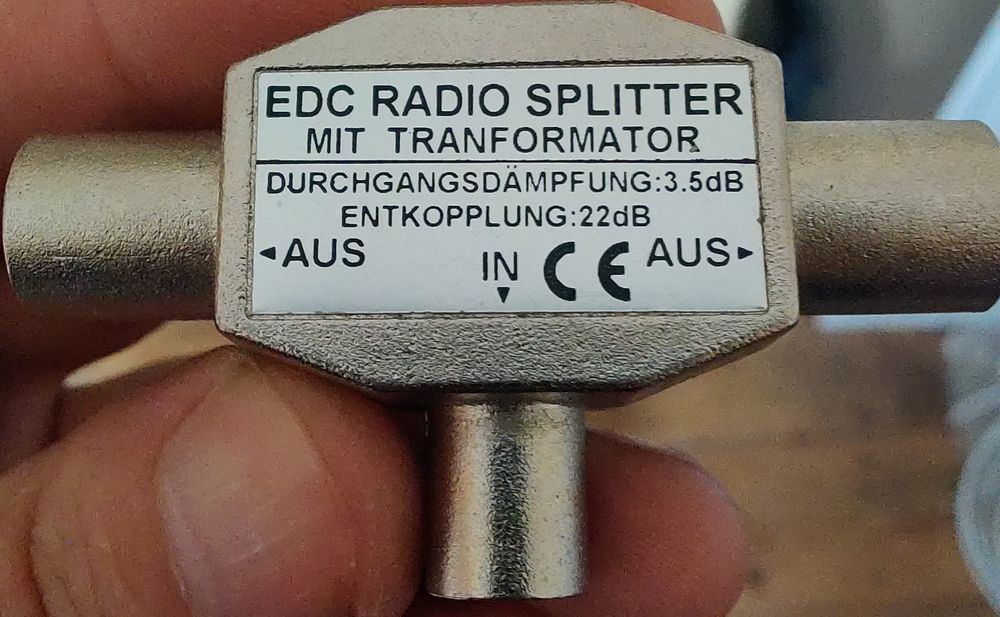 EDC RADIO SPLITTER
MIT TRANFORMATOR
DURCHGANGSDÄMPFUNG:3.5dB
ENTKOPPLUNG:22dB
◄AUS IN CE AUS►